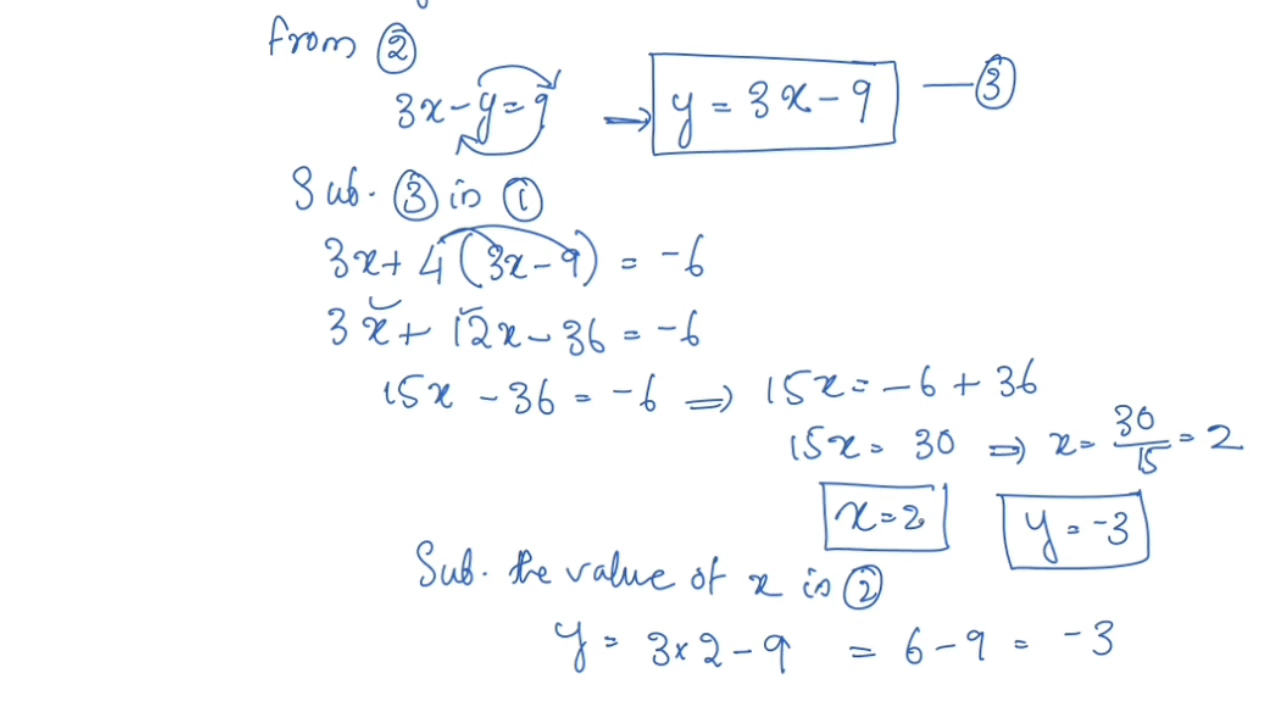 from ②
3x - y = 9 → y = 3x - 9 — ③
Sub. ③ in ①
3x + 4(3x - 9) = -6
3x + 12x - 36 = -6
15x - 36 = -6 ⇒ 15x = -6 + 36
15x = 30 ⇒ x = 30/15 = 2
x = 2 y = -3
Sub. the value of x in ②
y = 3x2 - 9 = 6 - 9 = -3